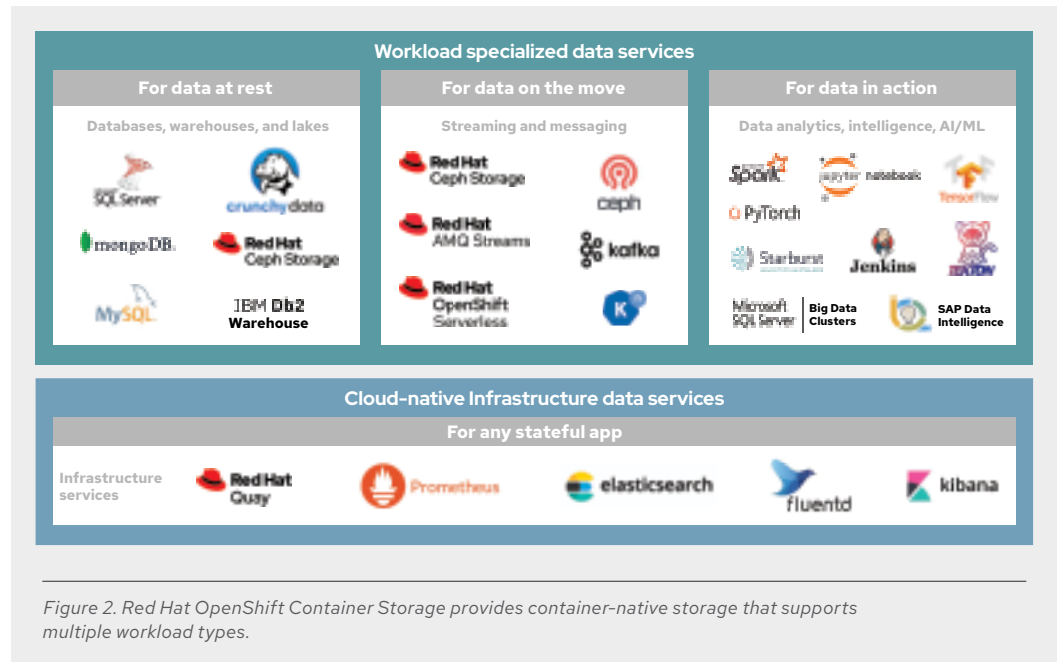 Workload specialized data services
For data at rest
Databases, warehouses, and lakes
SQL Server
crunchydata
mongoDB.
Red Hat
Ceph Storage
MySQL
IBM Db2
Warehouse
For data on the move
Streaming and messaging
Red Hat
Ceph Storage
ceph
Red Hat
AMQ Streams
kafka
Red Hat
OpenShift
Serverless
K
For data in action
Data analytics, intelligence, AI/ML
Spark
jupyter notebook
TensorFlow
PyTorch
Starburst
Jenkins
Microsoft
SQL Server
Big Data
Clusters
SAP Data
Intelligence
Cloud-native Infrastructure data services
For any stateful app
Infrastructure
services
Red Hat
Quay
Prometheus
elasticsearch
fluentd
kibana
Figure 2. Red Hat OpenShift Container Storage provides container-native storage that supports
multiple workload types.